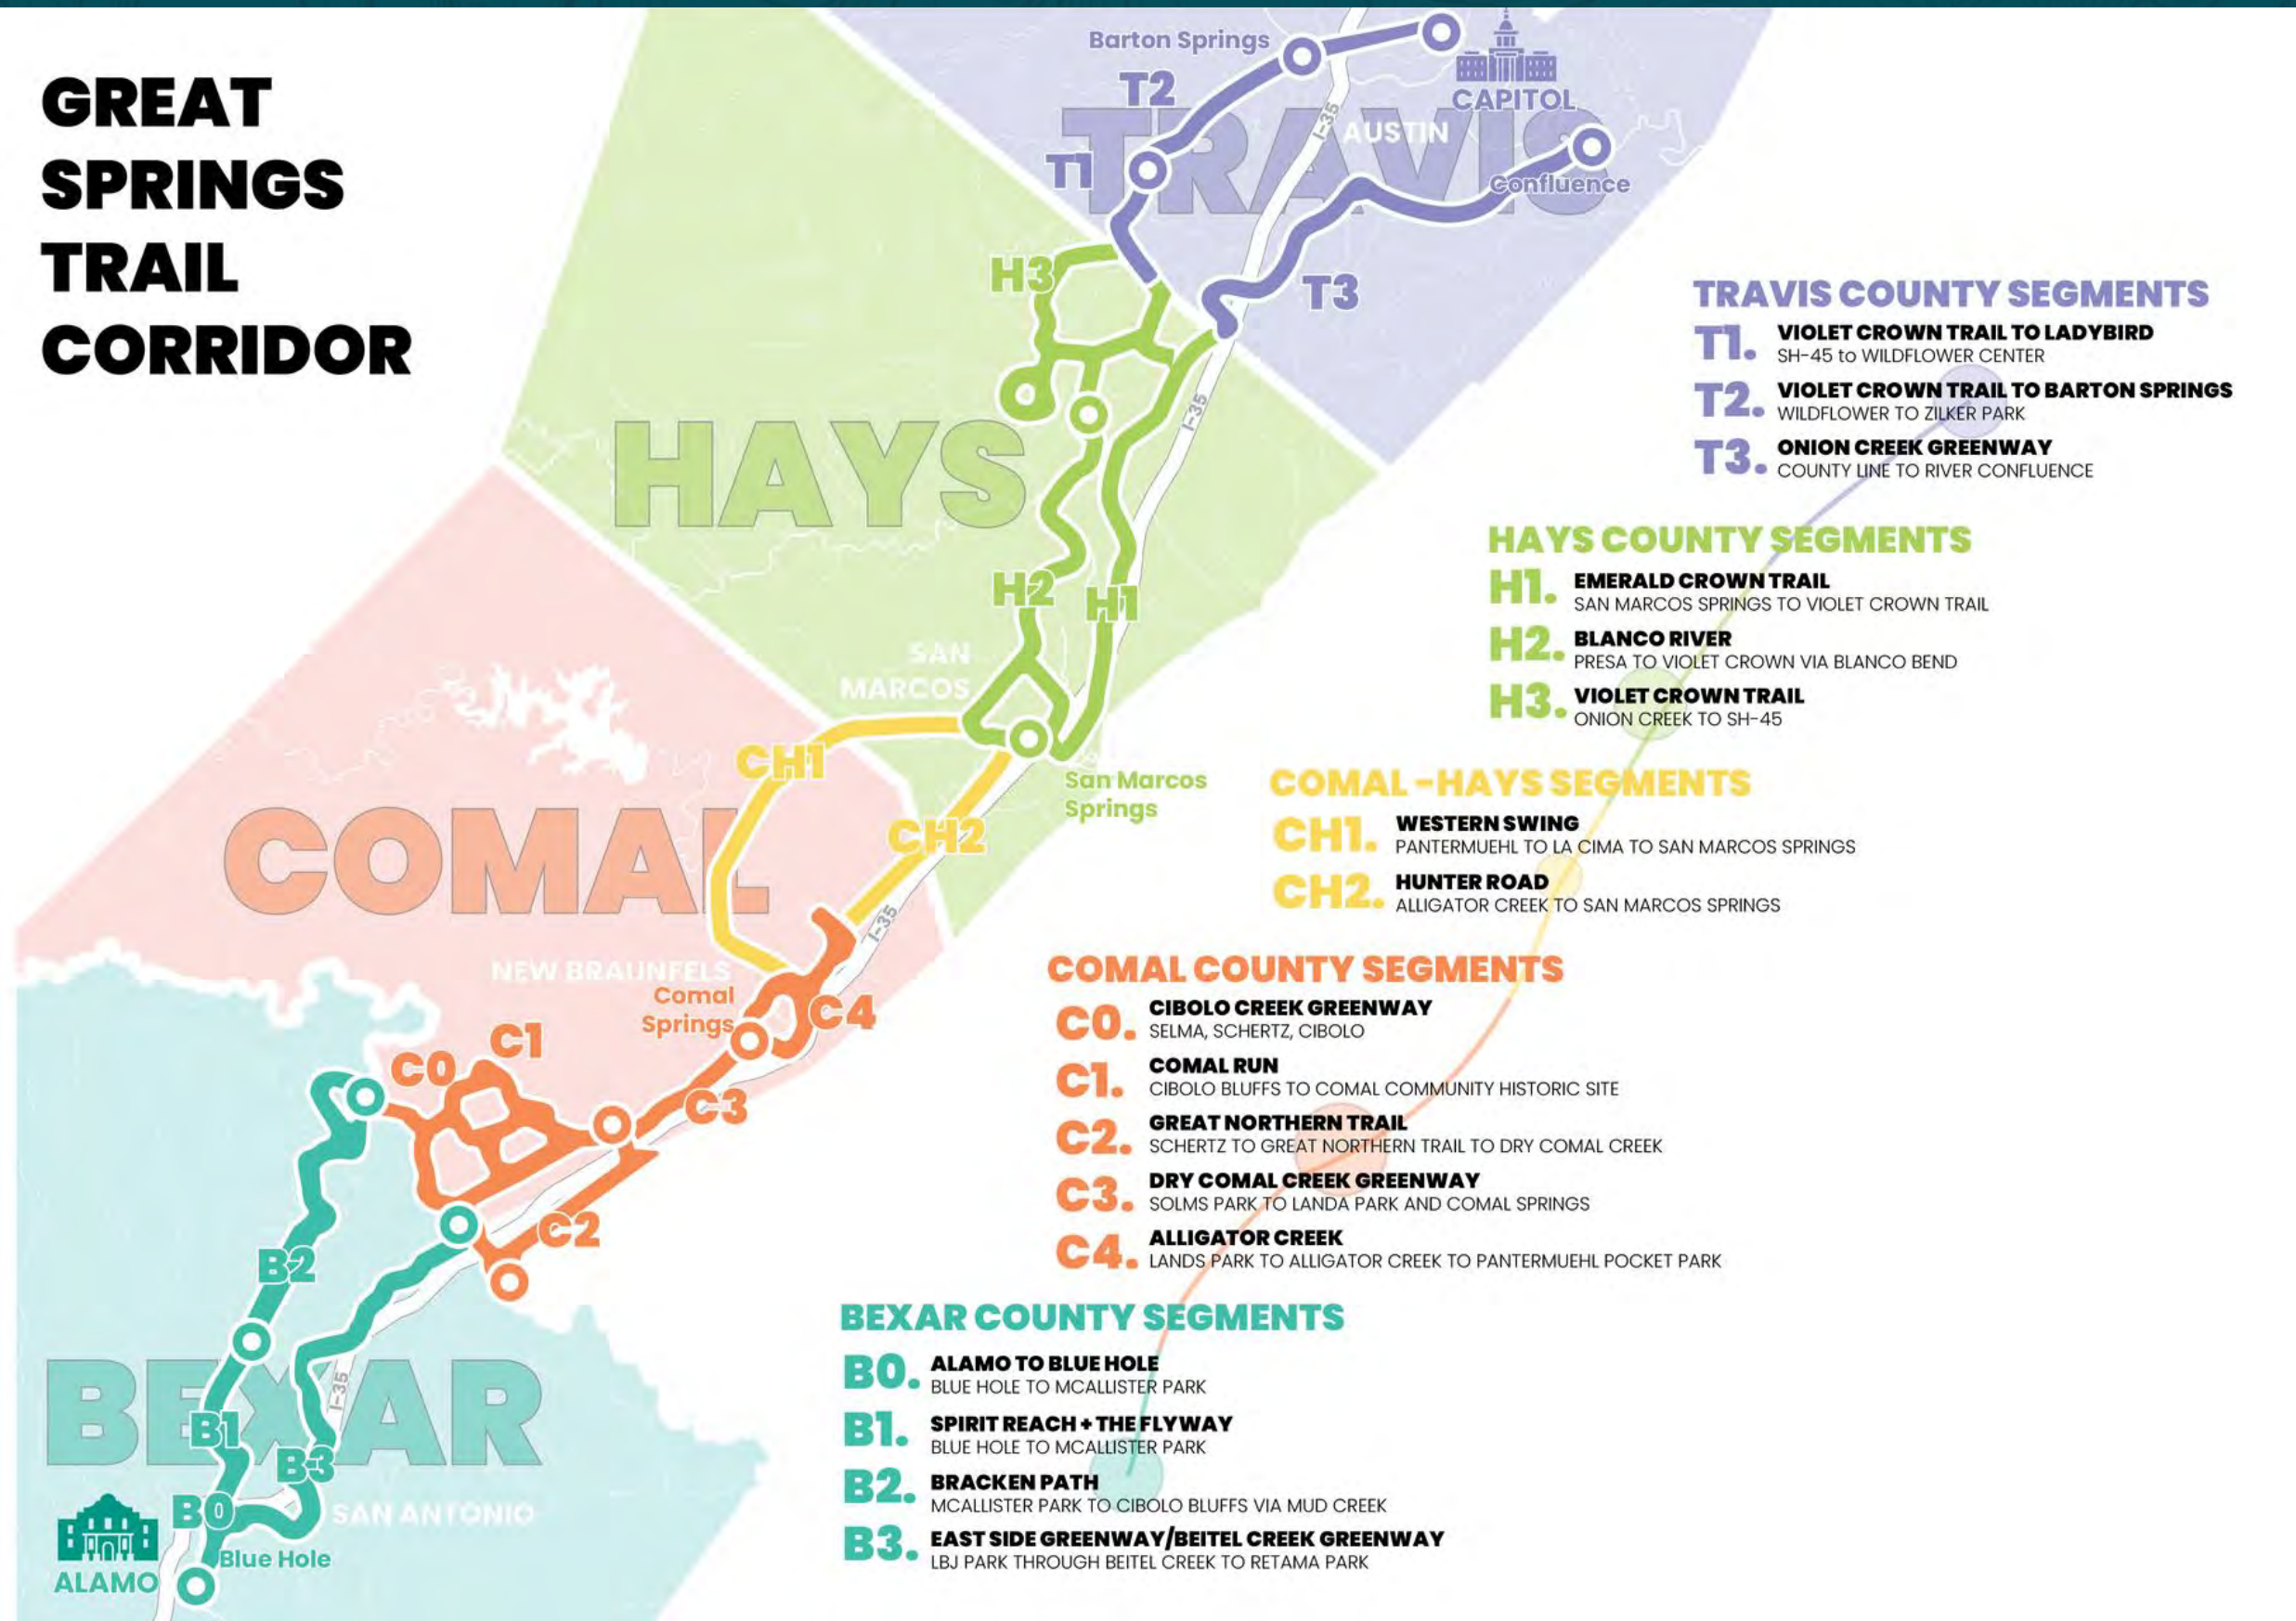 GREAT
SPRINGS
TRAIL
CORRIDOR
Barton Springs
T2
CAPITOL
TRAVIS
I-35
AUSTIN
T1
Confluence
H3
T3
I-35
HAYS
H2
H1
SAN
MARCOS
CH1
San Marcos
Springs
CH2
COMAL
I-35
NEW BRAUNFELS
Comal
Springs
C4
C1
C0
C3
C2
B2
BEXAR
I-35
B1
B3
B0
SAN ANTONIO
Blue Hole
ALAMO
TRAVIS COUNTY SEGMENTS
T1. VIOLET CROWN TRAIL TO LADYBIRD
SH-45 to WILDFLOWER CENTER
T2. VIOLET CROWN TRAIL TO BARTON SPRINGS
WILDFLOWER TO ZILKER PARK
T3. ONION CREEK GREENWAY
COUNTY LINE TO RIVER CONFLUENCE
HAYS COUNTY SEGMENTS
H1. EMERALD CROWN TRAIL
SAN MARCOS SPRINGS TO VIOLET CROWN TRAIL
H2. BLANCO RIVER
PRESA TO VIOLET CROWN VIA BLANCO BEND
H3. VIOLET CROWN TRAIL
ONION CREEK TO SH-45
COMAL-HAYS SEGMENTS
CH1. WESTERN SWING
PANTERMUEHL TO LA CIMA TO SAN MARCOS SPRINGS
CH2. HUNTER ROAD
ALLIGATOR CREEK TO SAN MARCOS SPRINGS
COMAL COUNTY SEGMENTS
C0. CIBOLO CREEK GREENWAY
SELMA, SCHERTZ, CIBOLO
C1. COMAL RUN
CIBOLO BLUFFS TO COMAL COMMUNITY HISTORIC SITE
C2. GREAT NORTHERN TRAIL
SCHERTZ TO GREAT NORTHERN TRAIL TO DRY COMAL CREEK
C3. DRY COMAL CREEK GREENWAY
SOLMS PARK TO LANDA PARK AND COMAL SPRINGS
C4. ALLIGATOR CREEK
LANDS PARK TO ALLIGATOR CREEK TO PANTERMUEHL POCKET PARK
BEXAR COUNTY SEGMENTS
B0. ALAMO TO BLUE HOLE
BLUE HOLE TO MCALLISTER PARK
B1. SPIRIT REACH + THE FLYWAY
BLUE HOLE TO MCALLISTER PARK
B2. BRACKEN PATH
MCALLISTER PARK TO CIBOLO BLUFFS VIA MUD CREEK
B3. EAST SIDE GREENWAY/BEITEL CREEK GREENWAY
LBJ PARK THROUGH BEITEL CREEK TO RETAMA PARK